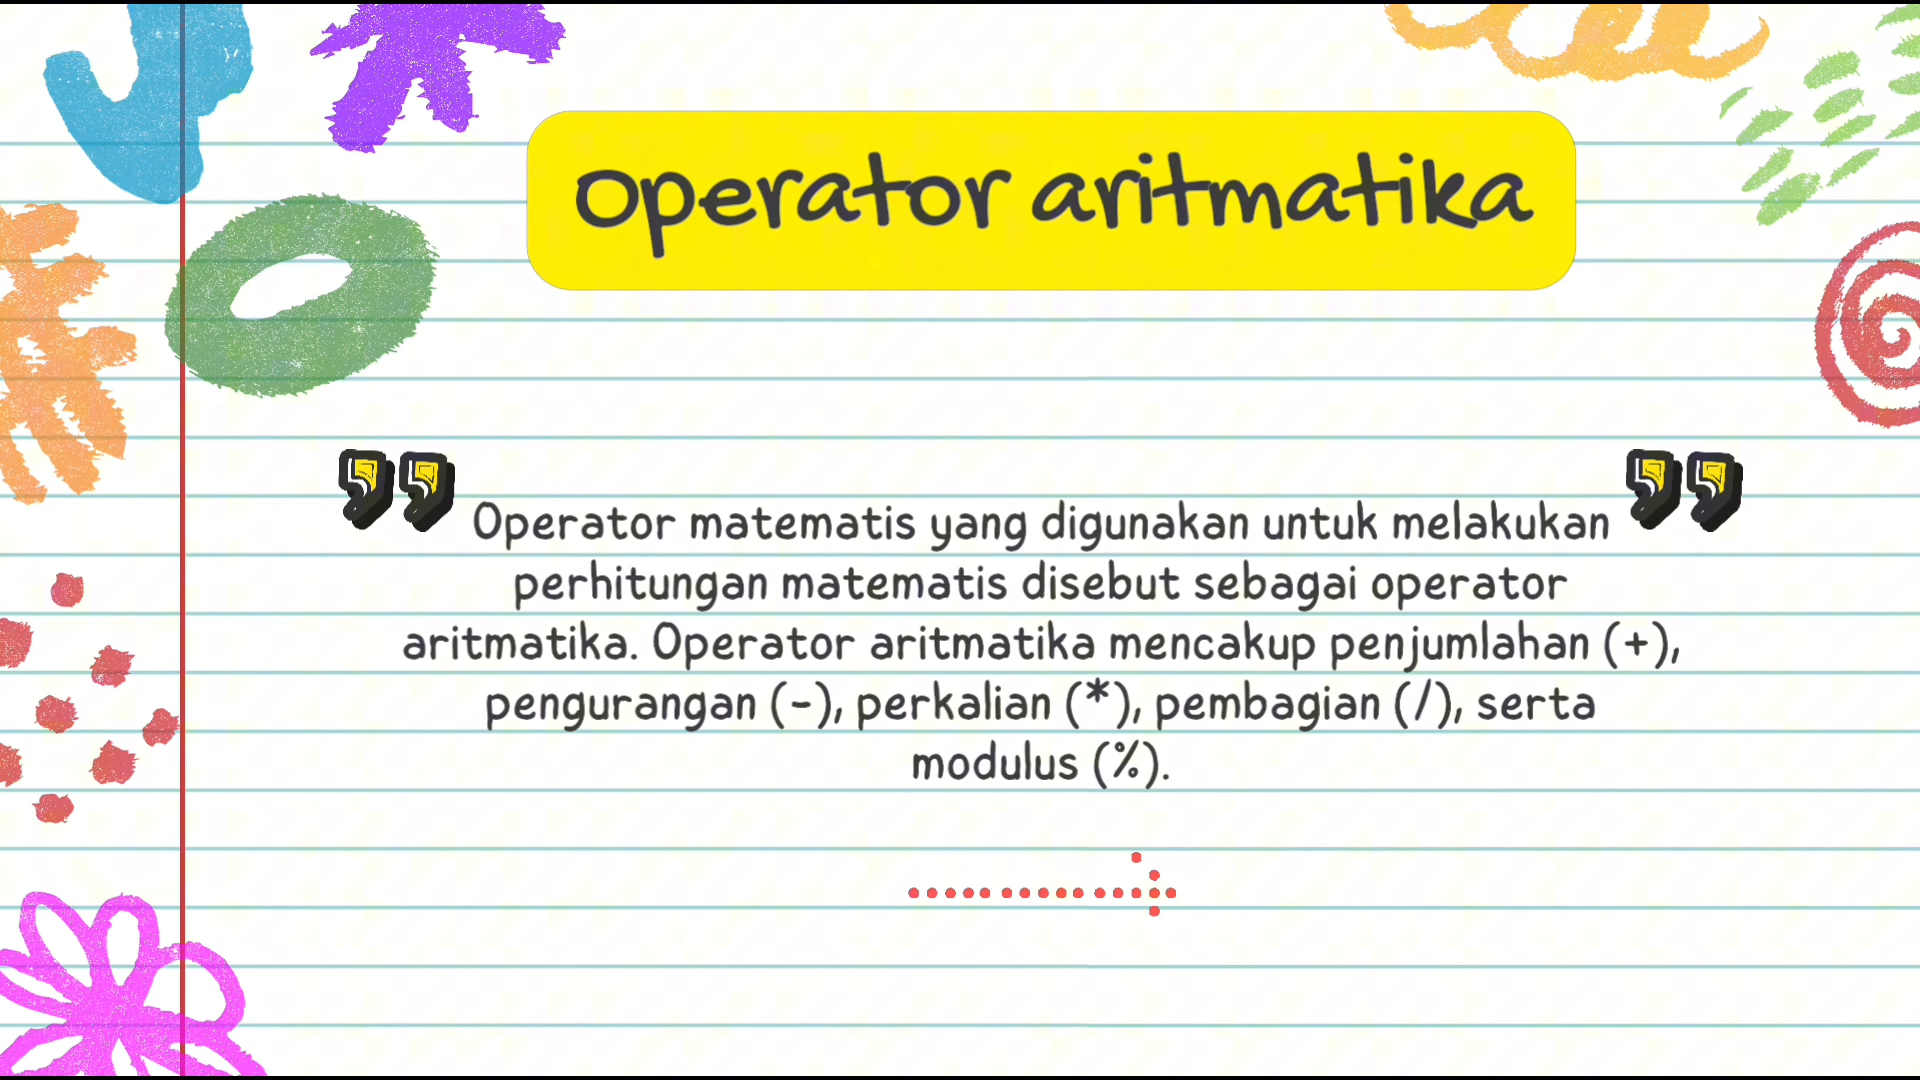 Operator aritmatika
Operator matematis yang digunakan untuk melakukan
perhitungan matematis disebut sebagai operator
aritmatika. Operator aritmatika mencakup penjumlahan (+),
pengurangan (-), perkalian (*), pembagian (/), serta
modulus (%).